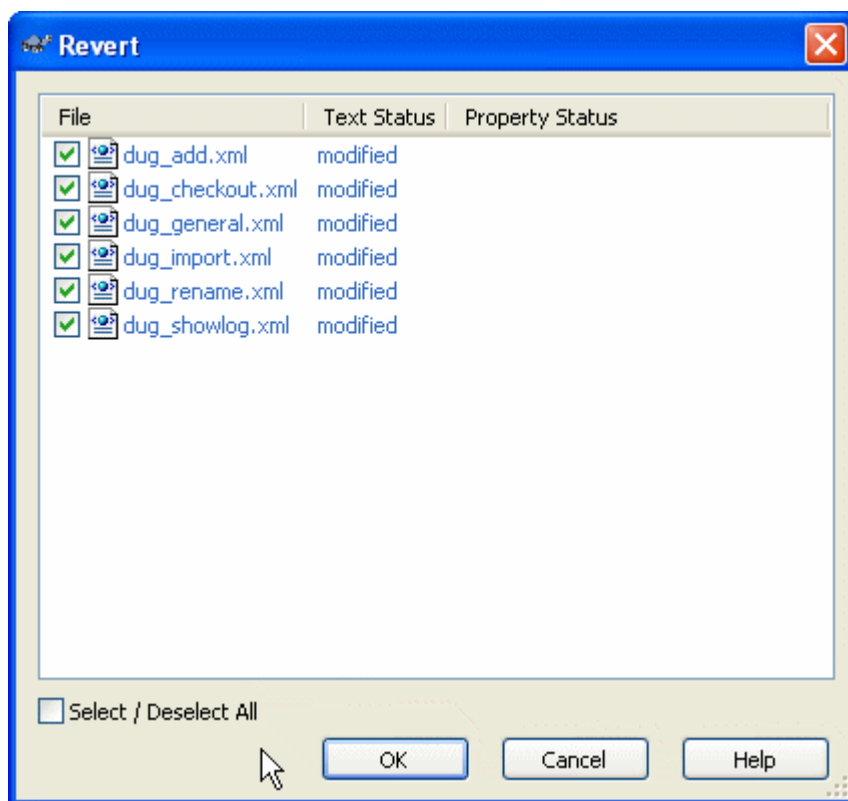 Revert
File Text Status Property Status
dug_add.xml modified
dug_checkout.xml modified
dug_general.xml modified
dug_import.xml modified
dug_rename.xml modified
dug_showlog.xml modified
Select / Deselect All
OK Cancel Help